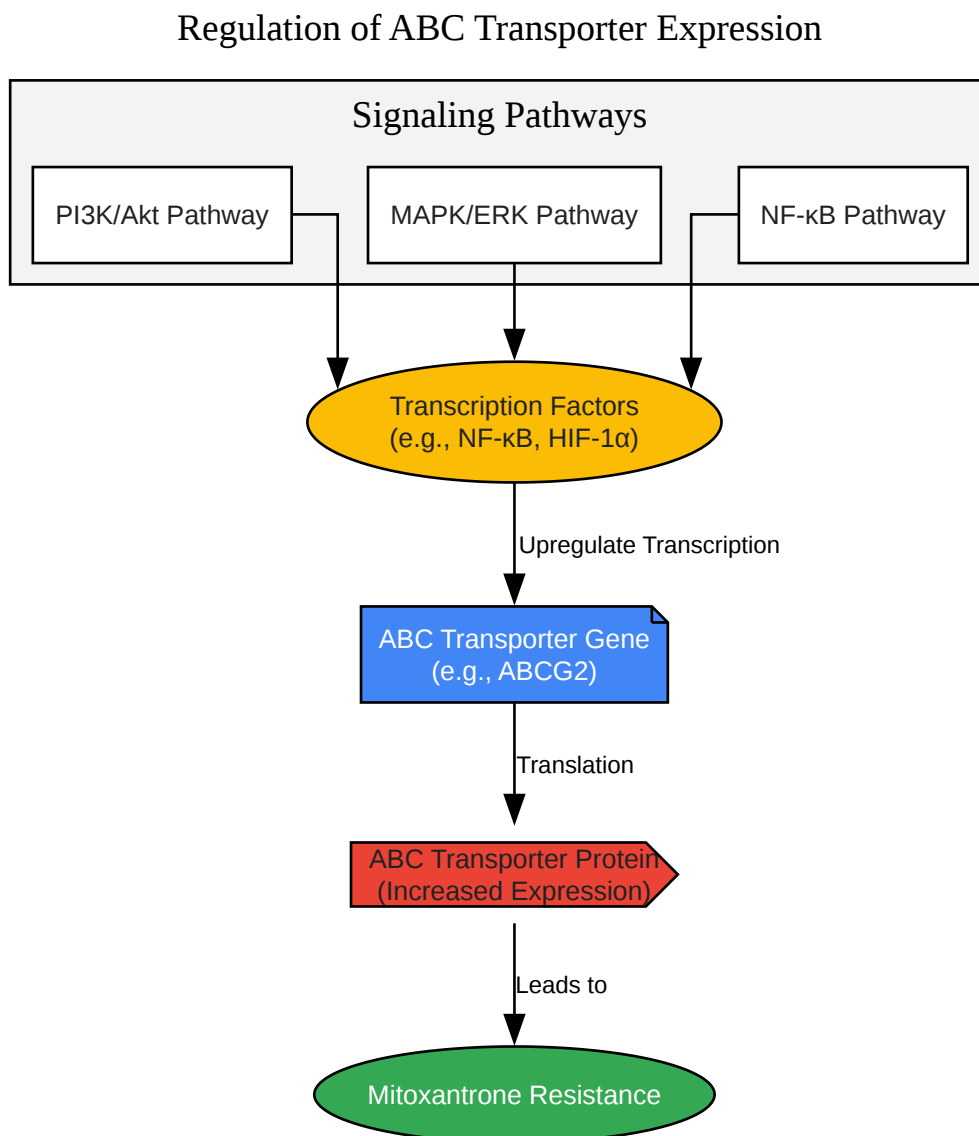 Regulation of ABC Transporter Expression
Signaling Pathways
PI3K/Akt Pathway
MAPK/ERK Pathway
NF-κB Pathway
Transcription Factors
(e.g., NF-κB, HIF-1α)
Upregulate Transcription
ABC Transporter Gene
(e.g., ABCG2)
Translation
ABC Transporter Protein
(Increased Expression)
Leads to
Mitoxantrone Resistance